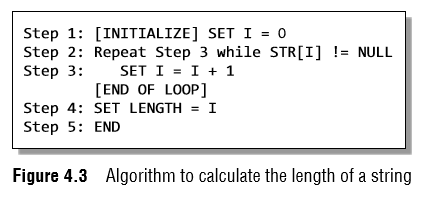 Step 1: [INITIALIZE] SET I = 0
Step 2: Repeat Step 3 while STR[I] != NULL
Step 3: SET I = I + 1
[END OF LOOP]
Step 4: SET LENGTH = I
Step 5: END
Figure 4.3 Algorithm to calculate the length of a string